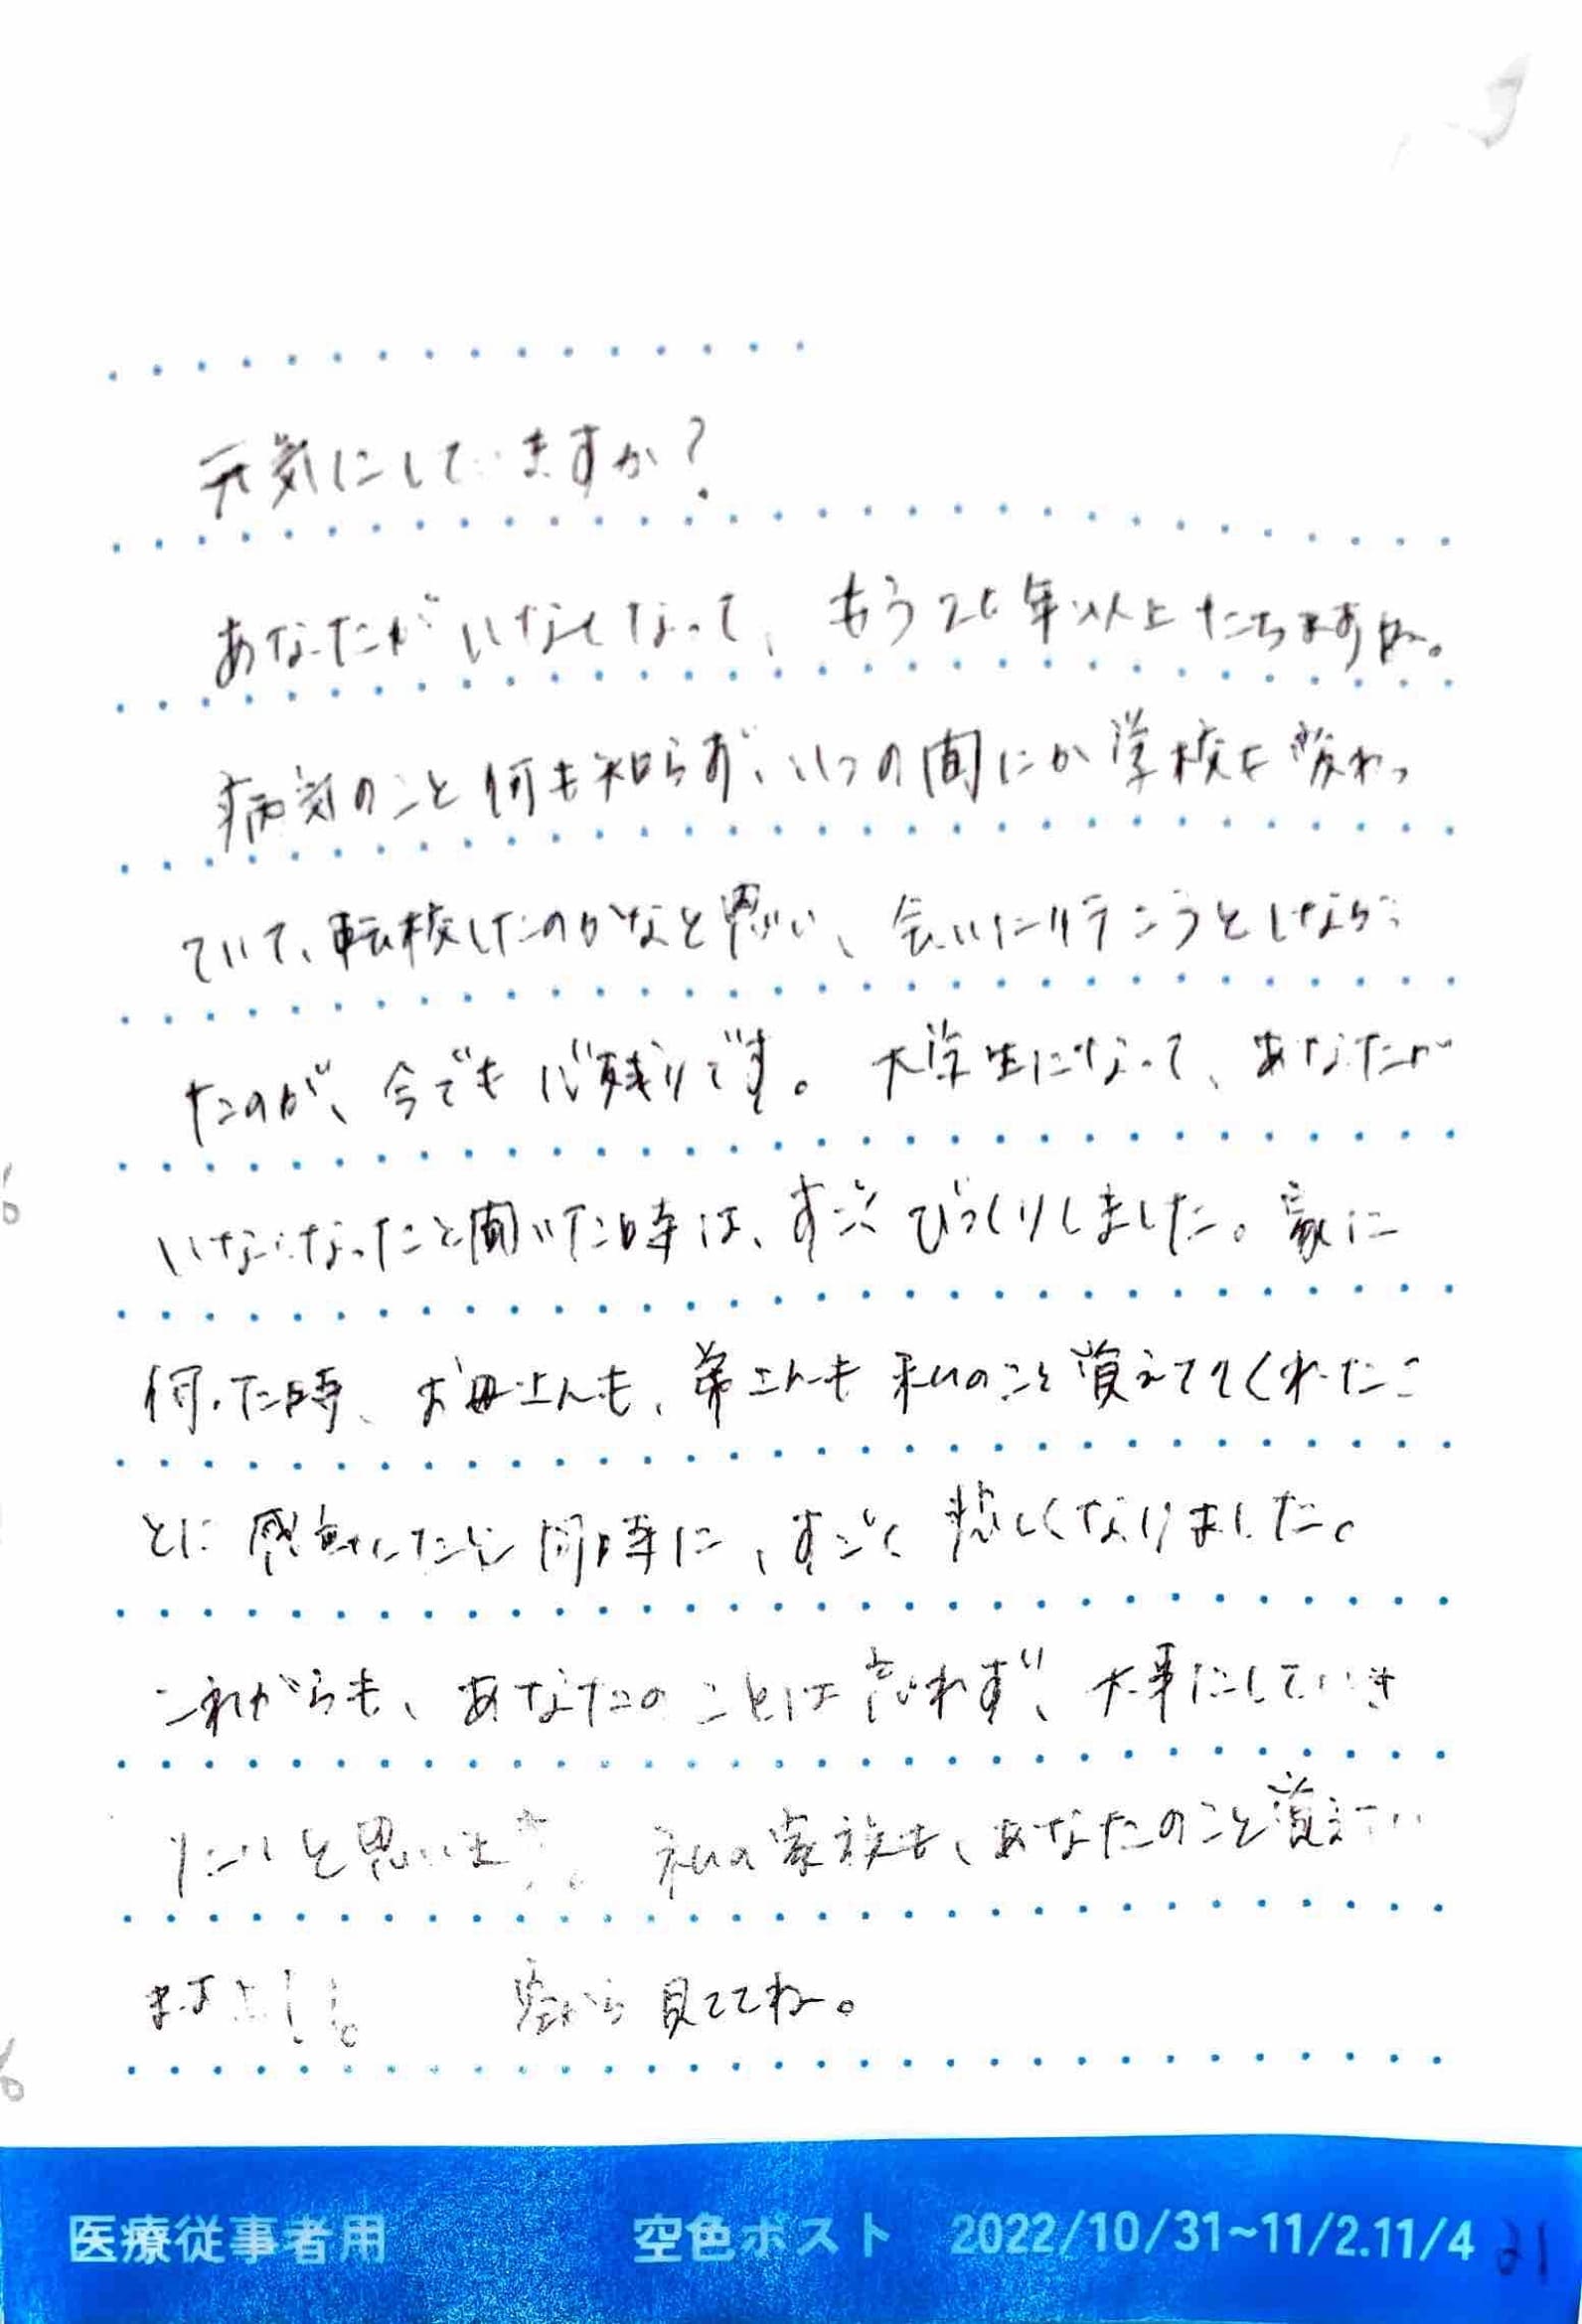 元気にしていますか?
あなたがいなくなって、もう20年以上たちますね。
病気のこと何も知らず、いつの間にか学校も変わっ
ていて、転校したのかなと思い、会いに行こうとしなかっ
たのが、今でも心残りです。大学生になって、あなたが
いなくなったと聞いた時は、すごくびっくりしました。家に
伺った時、お母さんも、弟さんも私のこと覚えててくれたこ
とに感動したと同時に、すごく悲しくなりました。
これからも、あなたのことは忘れず、大事にしていき
たいと思います。私の家族も、あなたのこと覚えてい
ますよ!!。 空から見ててね。
医療従事者用 空色ポスト 2022/10/31~11/2.11/4